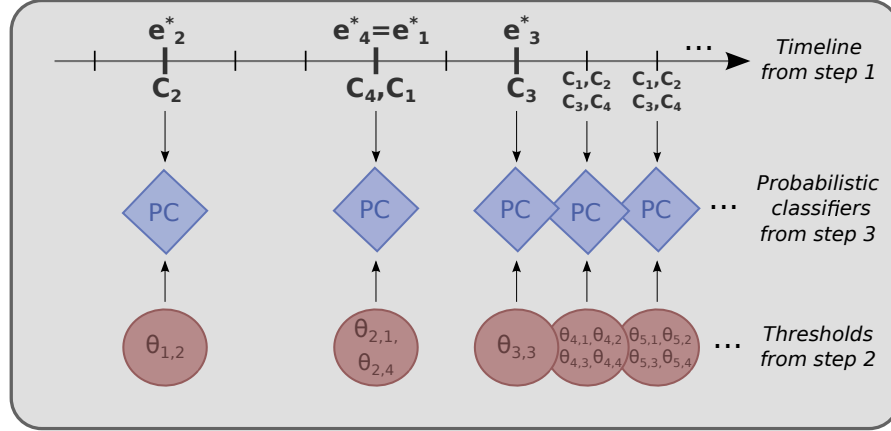 e*2
e*4=e*1
e*3
...
Timeline
from step 1
C2
C4,C1
C3
C1,C2
C3,C4
C1,C2
C3,C4
PC
PC
PC
PC
PC
...
Probabilistic
classifiers
from step 3
θ1,2
θ2,1,
θ2,4
θ3,3
θ4,1,θ4,2
θ4,3,θ4,4
θ5,1,θ5,2
θ5,3,θ5,4
...
Thresholds
from step 2